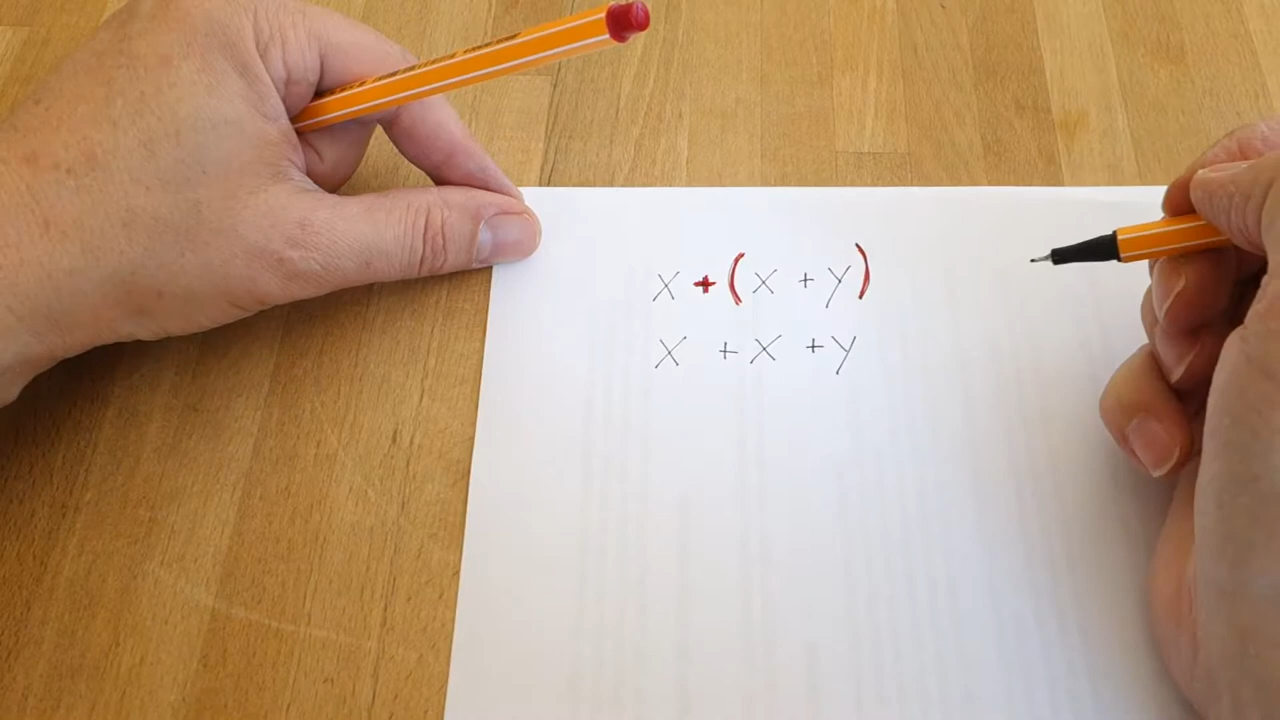 x + (x + y)
x + x + y